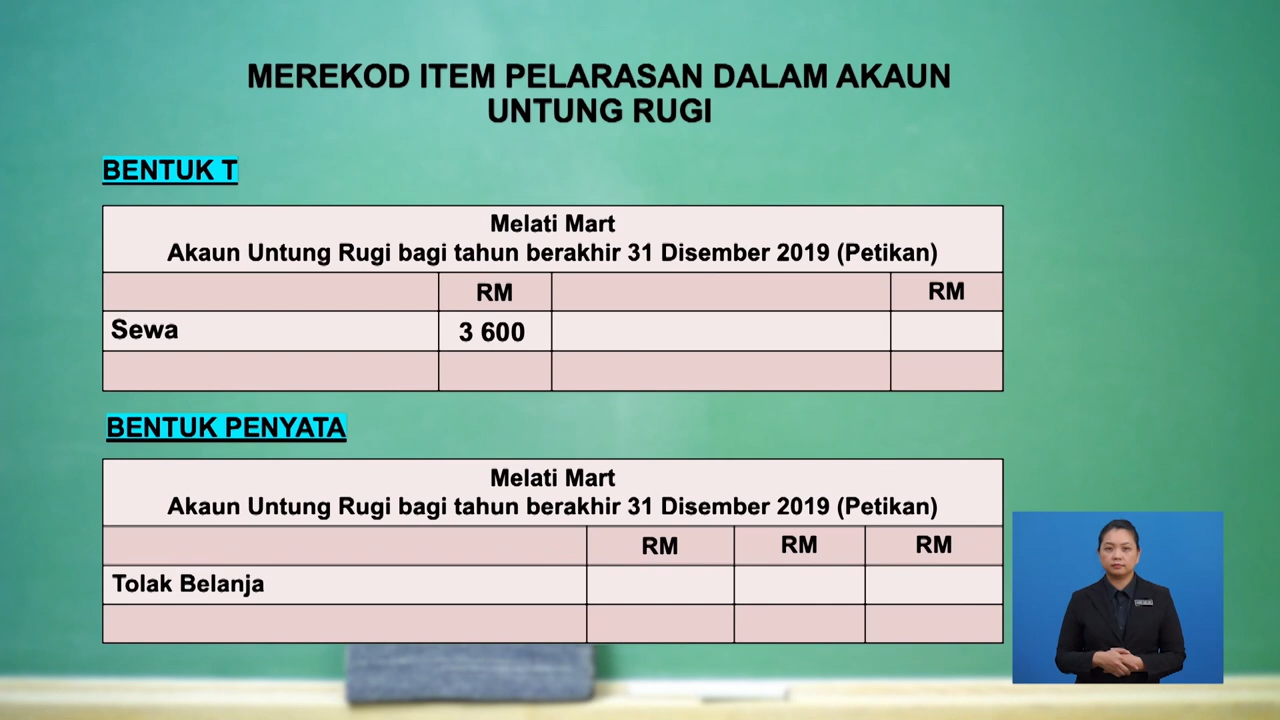 MEREKOD ITEM PELARASAN DALAM AKAUN
UNTUNG RUGI
BENTUK T
Melati Mart
Akaun Untung Rugi bagi tahun berakhir 31 Disember 2019 (Petikan)
RM RM
Sewa 3 600
BENTUK PENYATA
Melati Mart
Akaun Untung Rugi bagi tahun berakhir 31 Disember 2019 (Petikan)
RM RM RM
Tolak Belanja